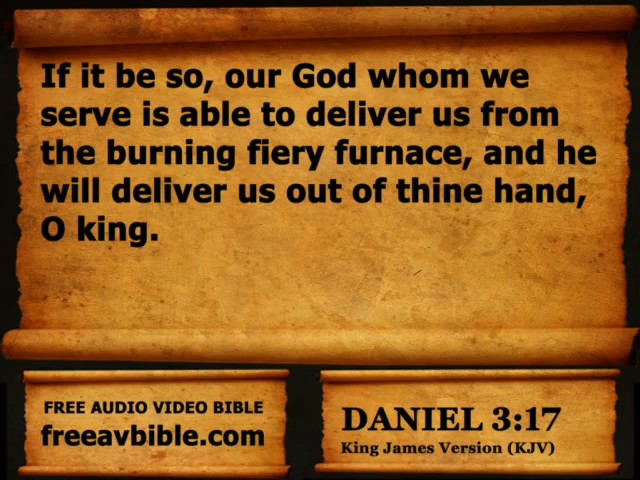 If it be so, our God whom we
serve is able to deliver us from
the burning fiery furnace, and he
will deliver us out of thine hand,
O king.
FREE AUDIO VIDEO BIBLE
freeavbible.com
DANIEL 3:17
King James Version (KJV)